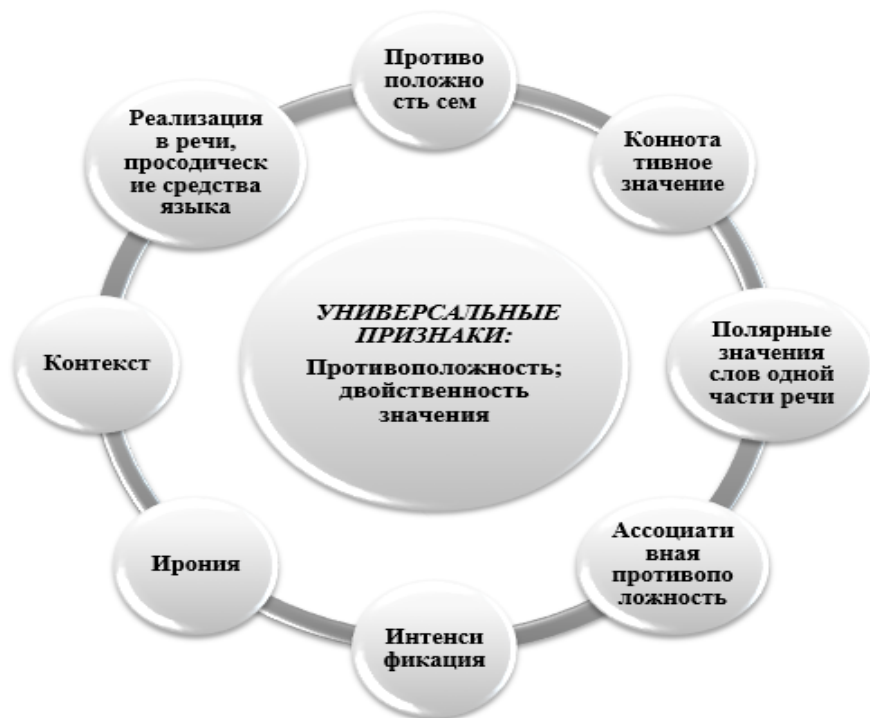 Противо
положно
сть сем
Коннота
тивное
значение
Полярные
значения
слов одной
части речи
Ассоциати
вная
противопо
ложность
Интенси
фикация
Ирония
Контекст
Реализация
в речи,
просодическ
ие средства
языка
УНИВЕРСАЛЬНЫЕ
ПРИЗНАКИ:
Противоположность;
двойственность
значения